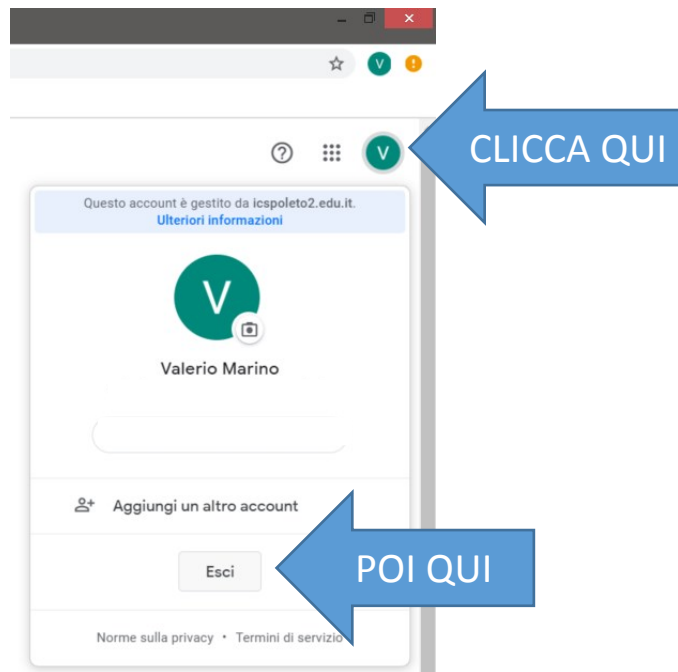 V
CLICCA QUI
V
Questo account è gestito da icspoleto2.edu.it.
Ulteriori informazioni
V
Valerio Marino
Aggiungi un altro account
Esci
POI QUI
Norme sulla privacy • Termini di servizio